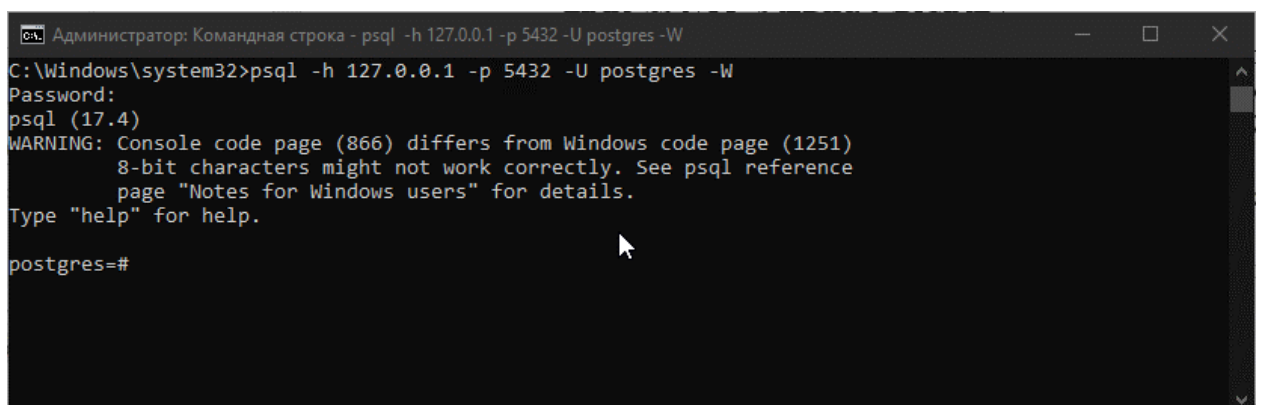 Администратор: Командная строка - psql -h 127.0.0.1 -p 5432 -U postgres -W
C:\Windows\system32>psql -h 127.0.0.1 -p 5432 -U postgres -W
Password:
psql (17.4)
WARNING: Console code page (866) differs from Windows code page (1251)
8-bit characters might not work correctly. See psql reference
page "Notes for Windows users" for details.
Type "help" for help.
postgres=#